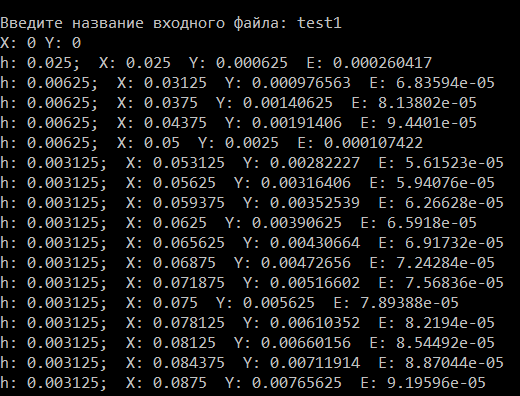 Введите название входного файла: test1
X: 0 Y: 0
h: 0.025;  X: 0.025  Y: 0.000625  E: 0.000260417
h: 0.00625;  X: 0.03125  Y: 0.000976563  E: 6.83594e-05
h: 0.00625;  X: 0.0375  Y: 0.00140625  E: 8.13802e-05
h: 0.00625;  X: 0.04375  Y: 0.00191406  E: 9.4401e-05
h: 0.00625;  X: 0.05  Y: 0.0025  E: 0.000107422
h: 0.003125;  X: 0.053125  Y: 0.00282227  E: 5.61523e-05
h: 0.003125;  X: 0.05625  Y: 0.00316406  E: 5.94076e-05
h: 0.003125;  X: 0.059375  Y: 0.00352539  E: 6.26628e-05
h: 0.003125;  X: 0.0625  Y: 0.00390625  E: 6.5918e-05
h: 0.003125;  X: 0.065625  Y: 0.00430664  E: 6.91732e-05
h: 0.003125;  X: 0.06875  Y: 0.00472656  E: 7.24284e-05
h: 0.003125;  X: 0.071875  Y: 0.00516602  E: 7.56836e-05
h: 0.003125;  X: 0.075  Y: 0.005625  E: 7.89388e-05
h: 0.003125;  X: 0.078125  Y: 0.00610352  E: 8.2194e-05
h: 0.003125;  X: 0.08125  Y: 0.00660156  E: 8.54492e-05
h: 0.003125;  X: 0.084375  Y: 0.00711914  E: 8.87044e-05
h: 0.003125;  X: 0.0875  Y: 0.00765625  E: 9.19596e-05